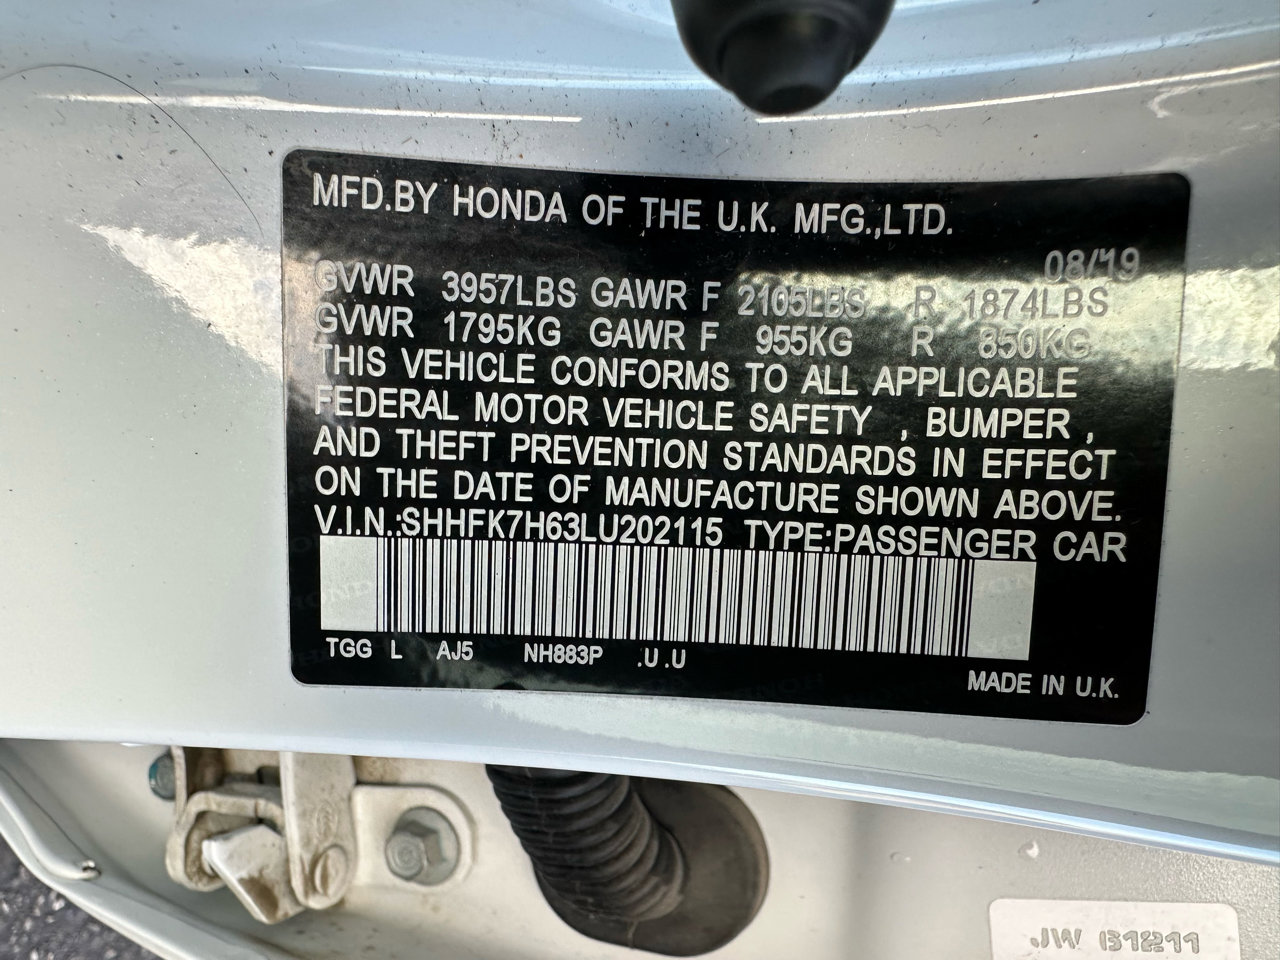 MFD.BY HONDA OF THE U.K. MFG.,LTD.
08/19
GVWR 3957LBS GAWR F 2105LBS R 1874LBS
GVWR 1795KG GAWR F 955KG R 850KG
THIS VEHICLE CONFORMS TO ALL APPLICABLE
FEDERAL MOTOR VEHICLE SAFETY , BUMPER ,
AND THEFT PREVENTION STANDARDS IN EFFECT
ON THE DATE OF MANUFACTURE SHOWN ABOVE.
V.I.N.:SHHFK7H63LU202115 TYPE:PASSENGER CAR
TGG L AJ5 NH883P .U.U
MADE IN U.K.
JW 61211